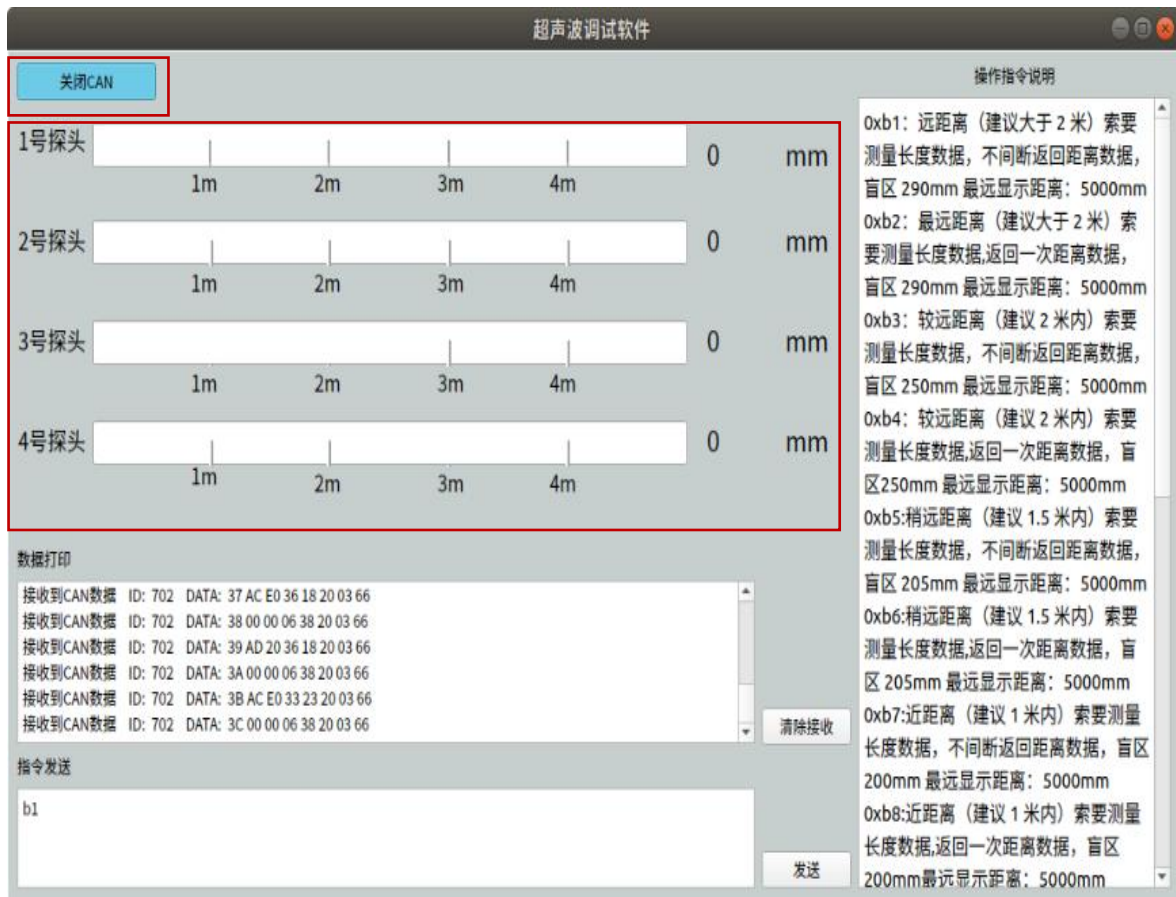 超声波调试软件
关闭CAN
1号探头
0 mm
1m 2m 3m 4m
2号探头
0 mm
1m 2m 3m 4m
3号探头
0 mm
1m 2m 3m 4m
4号探头
0 mm
1m 2m 3m 4m
数据打印
接收到CAN数据 ID: 702 DATA: 37 AC E0 36 18 20 03 66
接收到CAN数据 ID: 702 DATA: 38 00 00 06 38 20 03 66
接收到CAN数据 ID: 702 DATA: 39 AD 20 36 18 20 03 66
接收到CAN数据 ID: 702 DATA: 3A 00 00 06 38 20 03 66
接收到CAN数据 ID: 702 DATA: 3B AC E0 33 23 20 03 66
接收到CAN数据 ID: 702 DATA: 3C 00 00 06 38 20 03 66
清除接收
指令发送
b1
发送
操作指令说明
0xb1：远距离（建议大于 2 米）索要
测量长度数据，不间断返回距离数据，
盲区 290mm 最远显示距离：5000mm
0xb2：最远距离（建议大于 2 米）索
要测量长度数据,返回一次距离数据，
盲区 290mm 最远显示距离：5000mm
0xb3：较远距离（建议 2 米内）索要
测量长度数据，不间断返回距离数据，
盲区 250mm 最远显示距离：5000mm
0xb4：较远距离（建议 2 米内）索要
测量长度数据,返回一次距离数据，盲
区250mm 最远显示距离：5000mm
0xb5:稍远距离（建议 1.5 米内）索要
测量长度数据，不间断返回距离数据，
盲区 205mm 最远显示距离：5000mm
0xb6:稍远距离（建议 1.5 米内）索要
测量长度数据,返回一次距离数据，盲
区 205mm 最远显示距离：5000mm
0xb7:近距离（建议 1 米内）索要测量
长度数据，不间断返回距离数据，盲区
200mm 最远显示距离：5000mm
0xb8:近距离（建议 1 米内）索要测量
长度数据,返回一次距离数据，盲区
200mm最远显示距离：5000mm